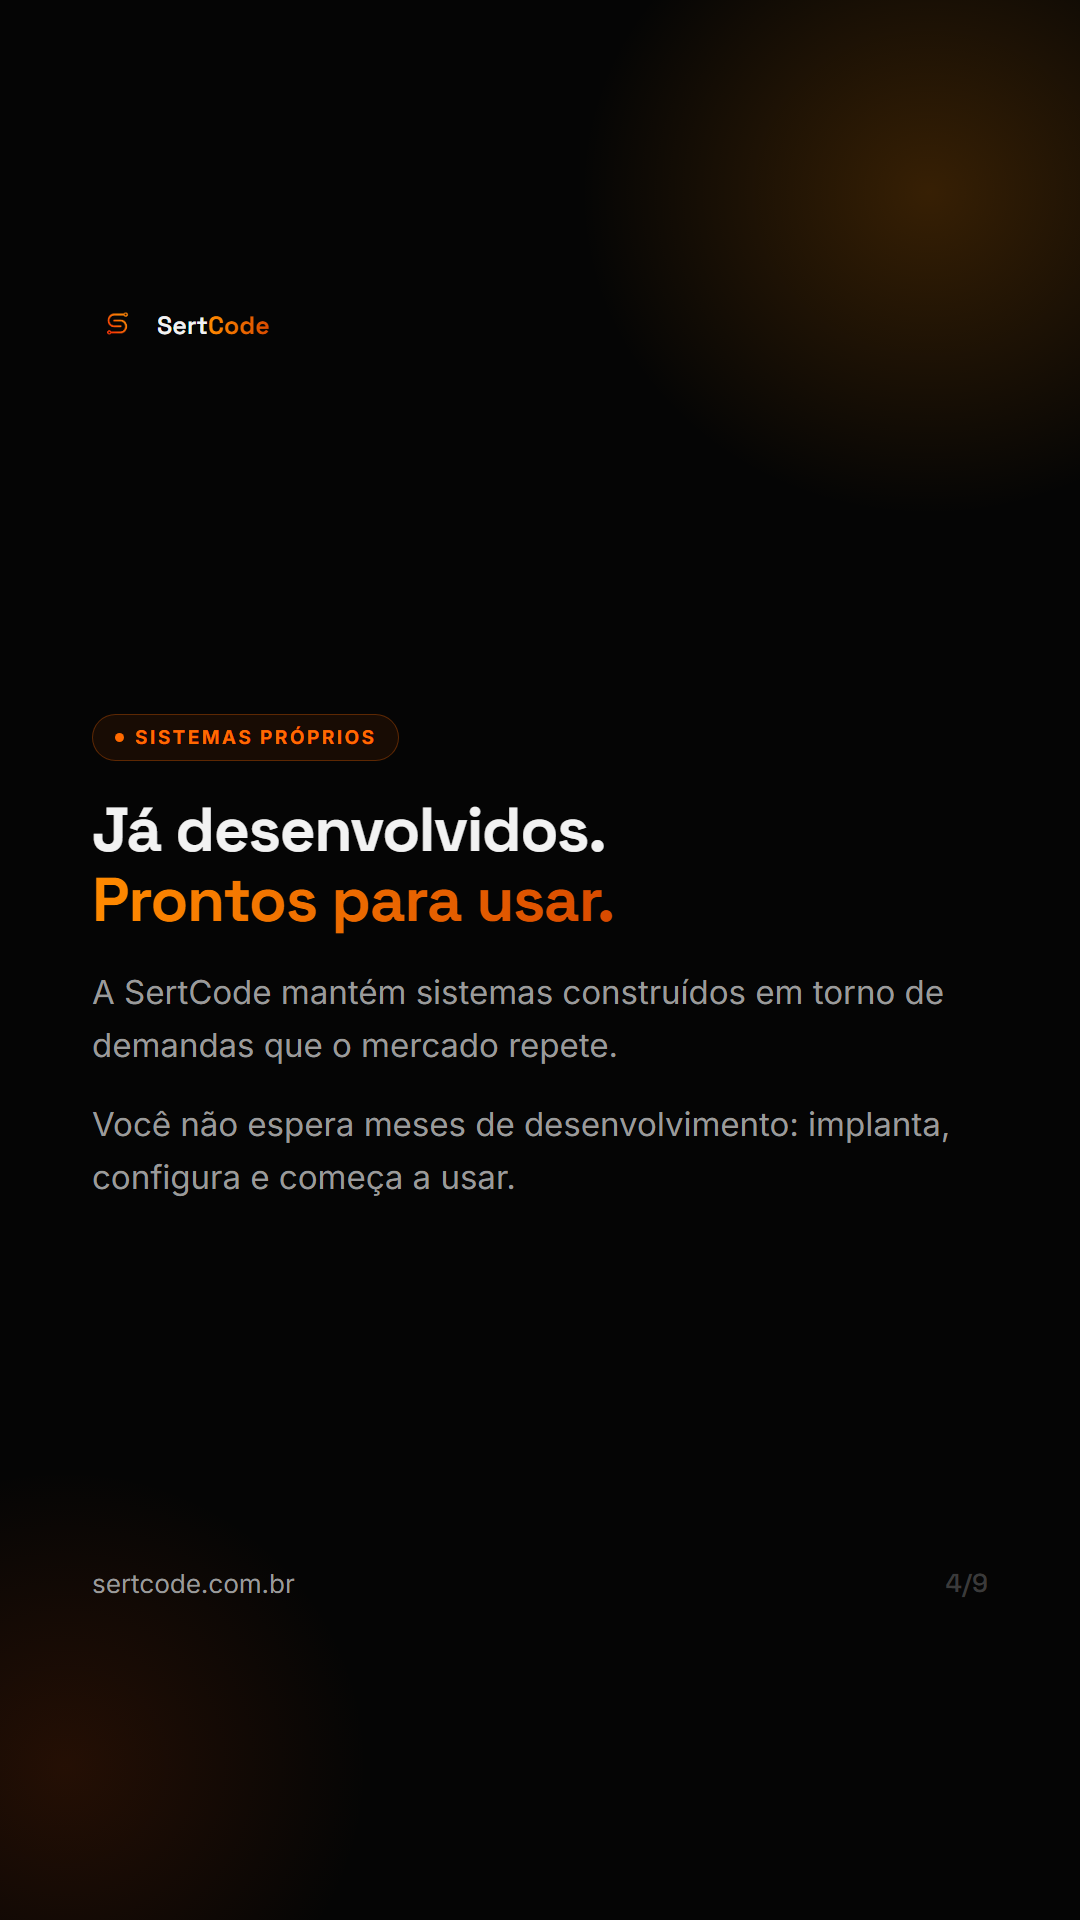 SertCode
SISTEMAS PRÓPRIOS
Já desenvolvidos.
Prontos para usar.
A SertCode mantém sistemas construídos em torno de
demandas que o mercado repete.
Você não espera meses de desenvolvimento: implanta,
configura e começa a usar.
sertcode.com.br
4/9